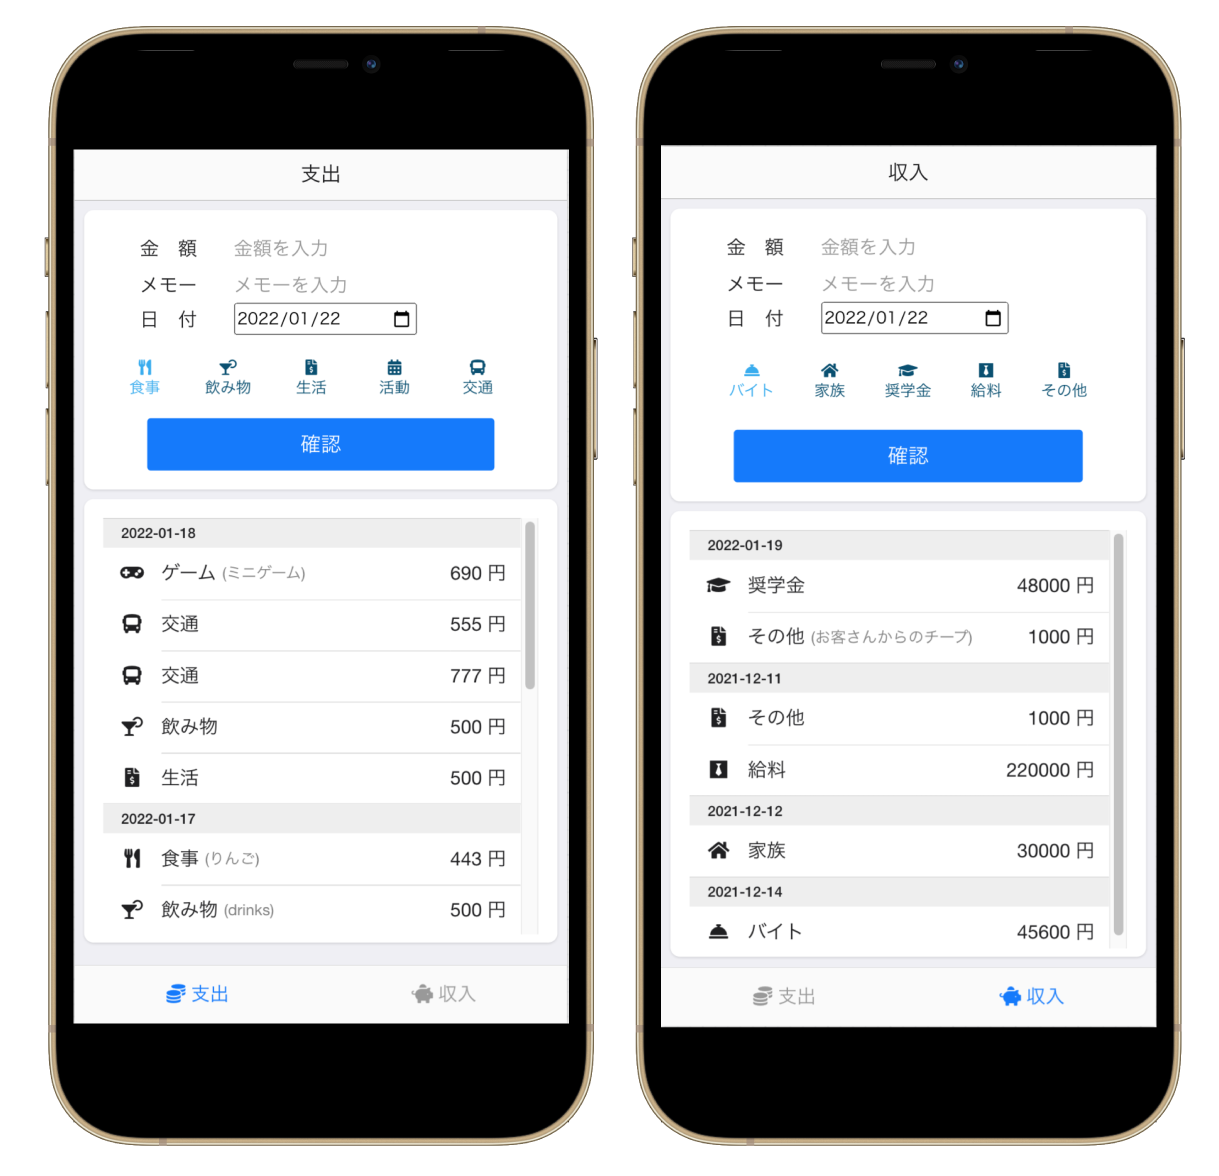 支出
金　額　金額を入力
メモー　メモーを入力
日　付　2022/01/22
食事　飲み物　生活　活動　交通
確認
2022-01-18
ゲーム (ミニゲーム)　690 円
交通　555 円
交通　777 円
飲み物　500 円
生活　500 円
2022-01-17
食事 (りんご)　443 円
飲み物 (drinks)　500 円
支出　収入
収入
金　額　金額を入力
メモー　メモーを入力
日　付　2022/01/22
バイト　家族　奨学金　給料　その他
確認
2022-01-19
奨学金　48000 円
その他 (お客さんからのチープ)　1000 円
2021-12-11
その他　1000 円
給料　220000 円
2021-12-12
家族　30000 円
2021-12-14
バイト　45600 円
支出　収入